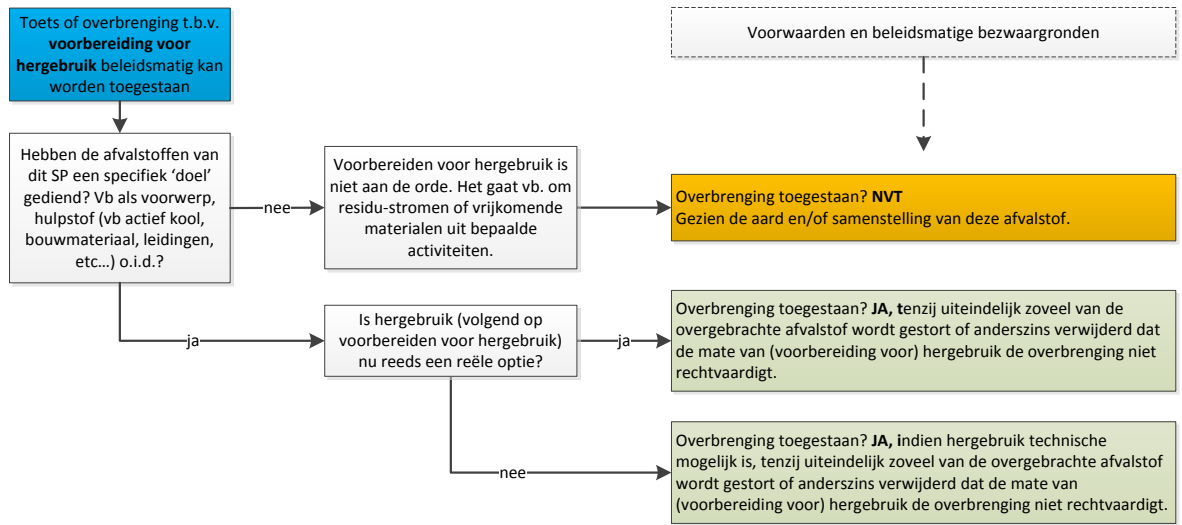 Toets of overbrenging t.b.v.
voorbereiding voor
hergebruik beleidsmatig kan
worden toegestaan
Voorwaarden en beleidsmatige bezwaargronden
Hebben de afvalstoffen van
dit SP een specifiek ‘doel’
gediend? Vb als voorwerp,
hulpstof (vb actief kool,
bouwmateriaal, leidingen,
etc…) o.i.d.?
nee
Voorbereiden voor hergebruik is
niet aan de orde. Het gaat vb. om
residu-stromen of vrijkomende
materialen uit bepaalde
activiteiten.
Overbrenging toegestaan? NVT
Gezien de aard en/of samenstelling van deze afvalstof.
ja
Is hergebruik (volgend op
voorbereiden voor hergebruik)
nu reeds een reële optie?
ja
Overbrenging toegestaan? JA, tenzij uiteindelijk zoveel van de
overgebrachte afvalstof wordt gestort of anderszins verwijderd dat
de mate van (voorbereiding voor) hergebruik de overbrenging niet
rechtvaardigt.
nee
Overbrenging toegestaan? JA, indien hergebruik technische
mogelijk is, tenzij uiteindelijk zoveel van de overgebrachte afvalstof
wordt gestort of anderszins verwijderd dat de mate van
(voorbereiding voor) hergebruik de overbrenging niet rechtvaardigt.